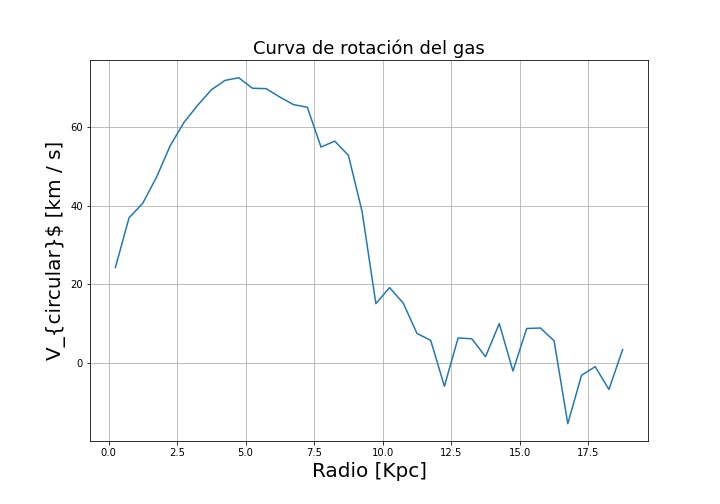 Curva de rotación del gas
V_{circular}$ [km / s]
60
40
20
0
0.0 2.5 5.0 7.5 10.0 12.5 15.0 17.5
Radio [Kpc]